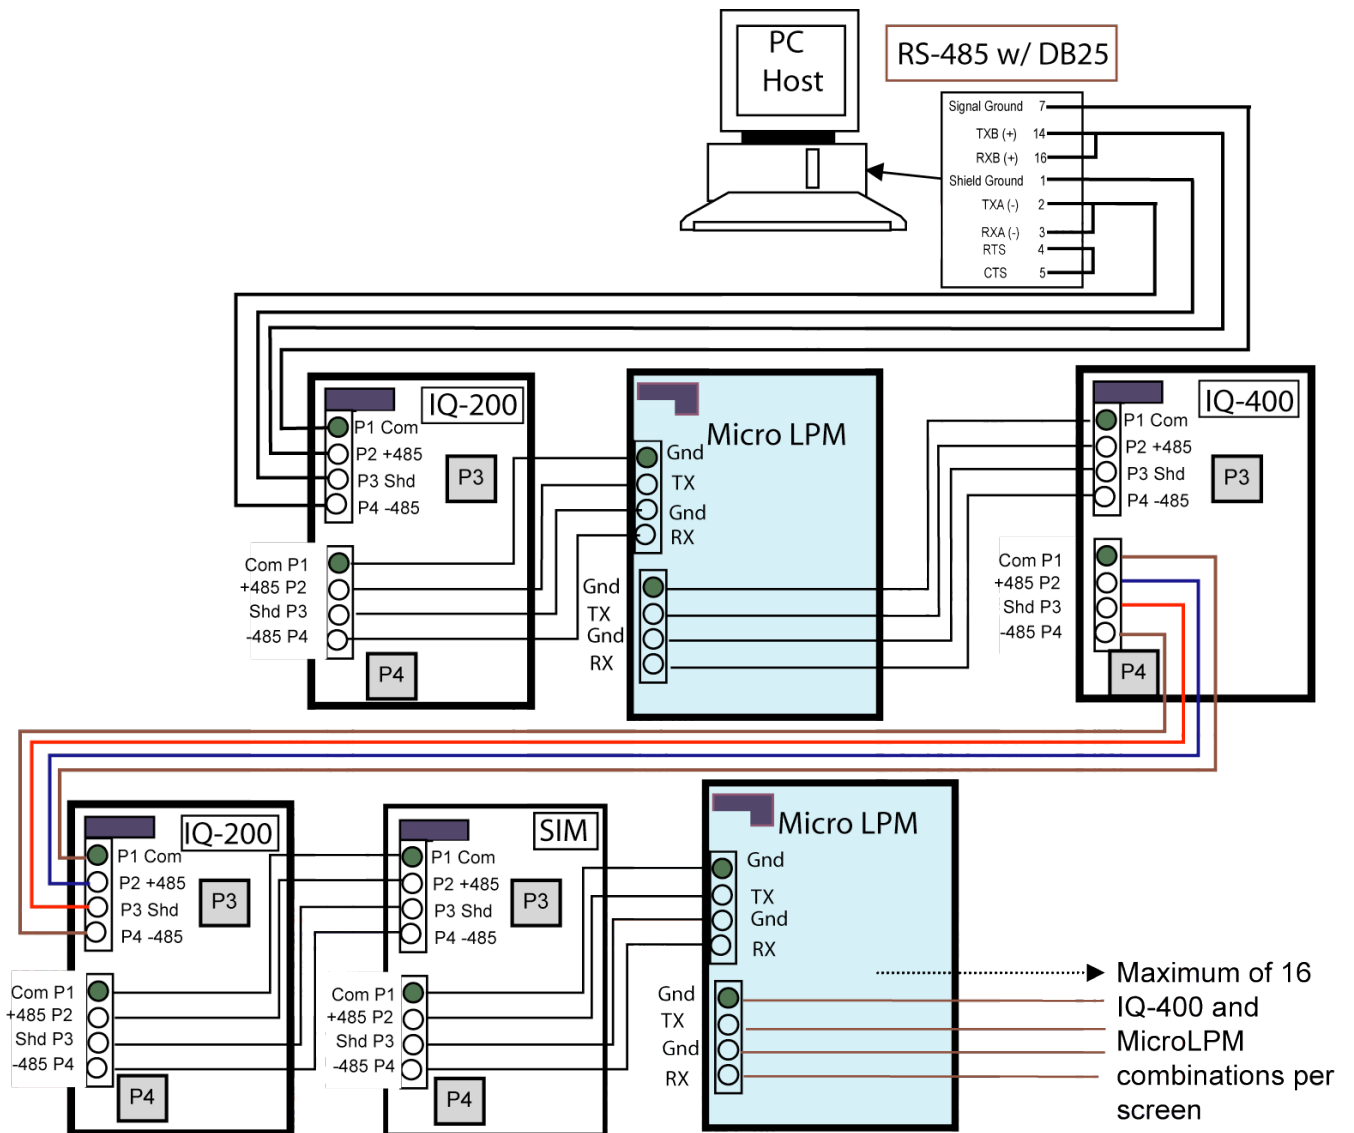 PC
Host
RS-485 w/ DB25
Signal Ground 7
TXB (+) 14
RXB (+) 16
Shield Ground 1
TXA (-) 2
RXA (-) 3
RTS 4
CTS 5
IQ-200
P1 Com
P2 +485
P3 Shd
P4 -485
P3
Com P1
+485 P2
Shd P3
-485 P4
P4
Micro LPM
Gnd
TX
Gnd
RX
Gnd
TX
Gnd
RX
IQ-400
P1 Com
P2 +485
P3 Shd
P4 -485
P3
Com P1
+485 P2
Shd P3
-485 P4
P4
IQ-200
P1 Com
P2 +485
P3 Shd
P4 -485
P3
Com P1
+485 P2
Shd P3
-485 P4
P4
SIM
P1 Com
P2 +485
P3 Shd
P4 -485
P3
Com P1
+485 P2
Shd P3
-485 P4
P4
Micro LPM
Gnd
TX
Gnd
RX
Gnd
TX
Gnd
RX
Maximum of 16
IQ-400 and
MicroLPM
combinations per
screen